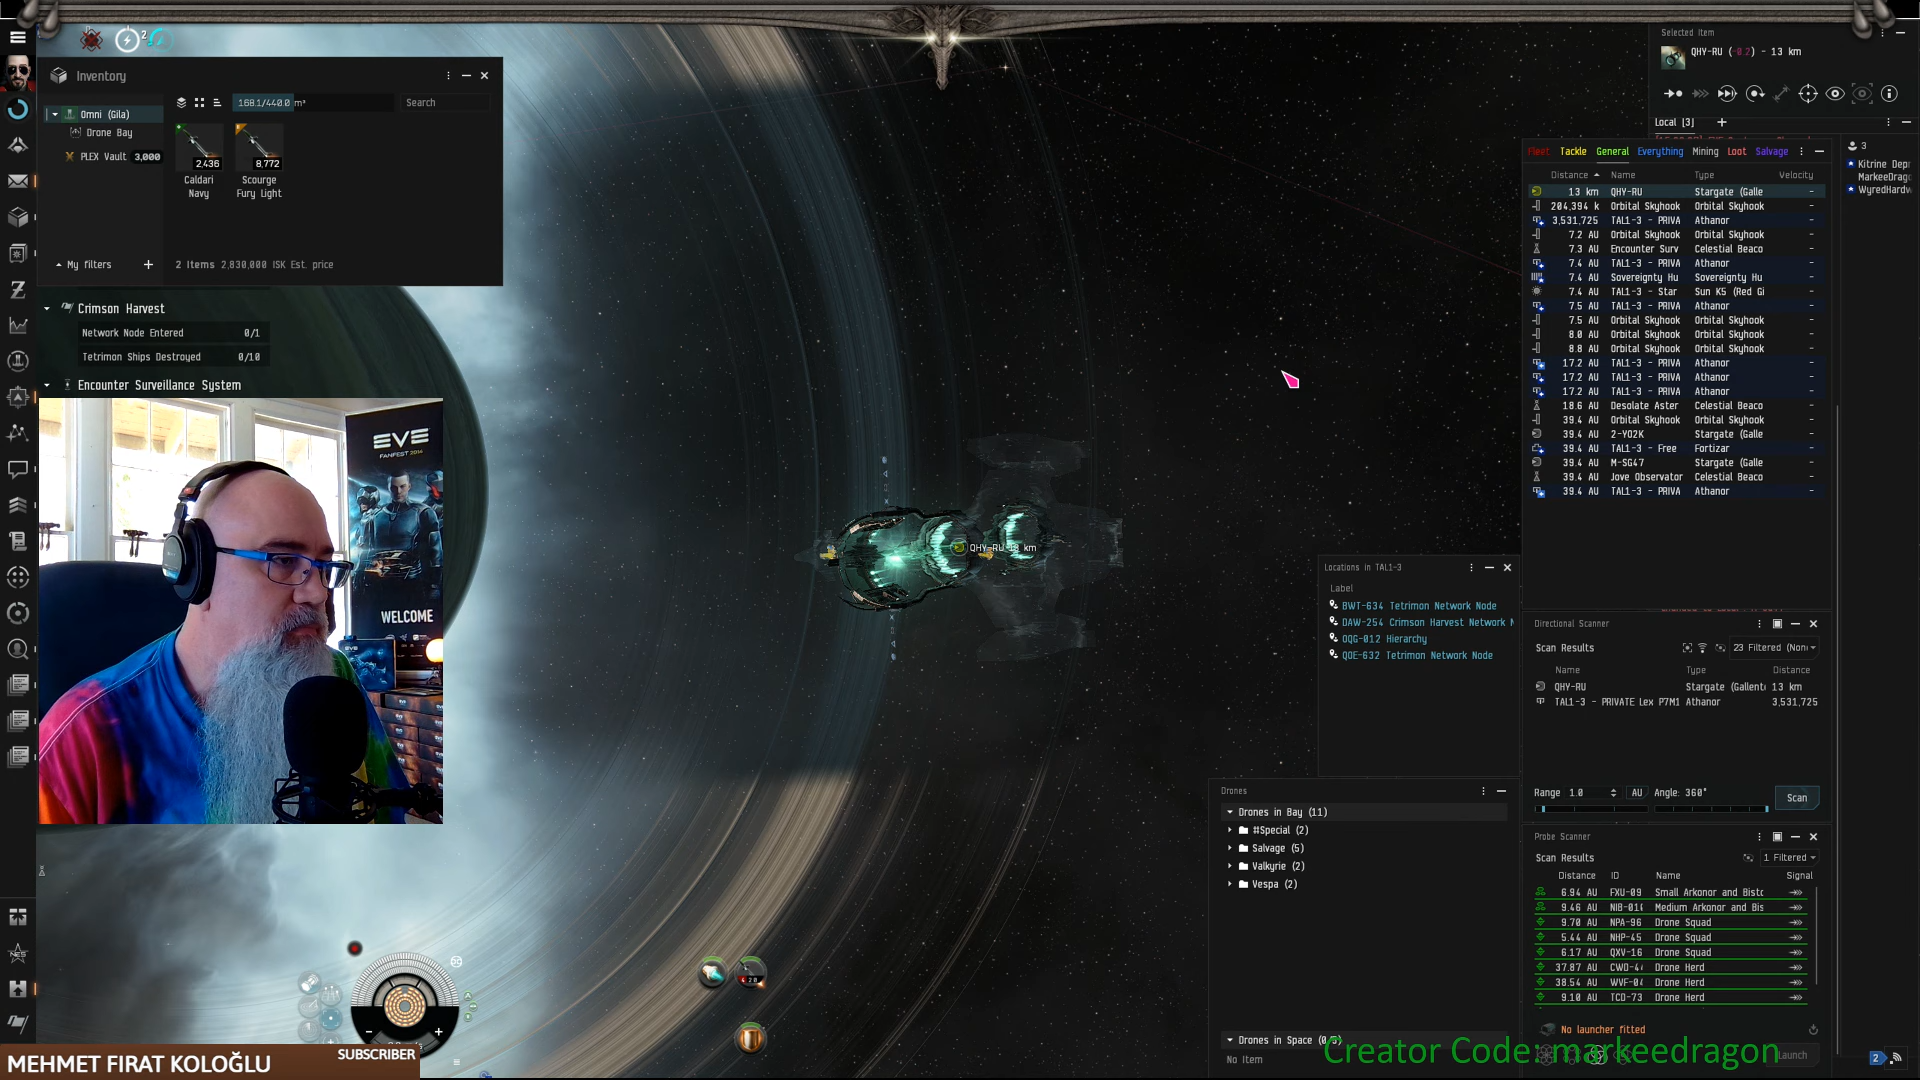 Inventory
Omni (Gila)
Drone Bay
PLEX Vault 3,000
168.1/440.0 m³
Search
2,436
8,772
Caldari
Navy
Scourge
Fury Light
My filters
2 Items 2,830,000 ISK Est. price
Crimson Harvest
Network Node Entered 0/1
Tetrimon Ships Destroyed 0/10
Encounter Surveillance System
EVE
FANFEST
WELCOME
EVE
NES
QHY-RU 13 km
Selected Item
QHY-RU (-0.2) - 13 km
Local [3]
3
Kitrine Depr
MarkeeDrago
WyredHardw
Fleet Tackle General Everything Mining Loot Salvage
Distance Name Type Velocity
13 km QHY-RU Stargate (Galle -
204,394 k Orbital Skyhook Orbital Skyhook -
3,531,725 TAL1-3 - PRIVA Athanor -
7.2 AU Orbital Skyhook Orbital Skyhook -
7.3 AU Encounter Surv Celestial Beaco -
7.4 AU TAL1-3 - PRIVA Athanor -
7.4 AU Sovereignty Hu Sovereignty Hu -
7.4 AU TAL1-3 - Star Sun K5 (Red Gi -
7.5 AU TAL1-3 - PRIVA Athanor -
7.5 AU Orbital Skyhook Orbital Skyhook -
8.0 AU Orbital Skyhook Orbital Skyhook -
8.8 AU Orbital Skyhook Orbital Skyhook -
17.2 AU TAL1-3 - PRIVA Athanor -
17.2 AU TAL1-3 - PRIVA Athanor -
17.2 AU TAL1-3 - PRIVA Athanor -
18.6 AU Desolate Aster Celestial Beaco -
39.4 AU Orbital Skyhook Orbital Skyhook -
39.4 AU 2-YO2K Stargate (Galle -
39.4 AU TAL1-3 - Free Fortizar -
39.4 AU M-SG47 Stargate (Galle -
39.4 AU Jove Observator Celestial Beaco -
39.4 AU TAL1-3 - PRIVA Athanor -
Locations in TAL1-3
Label
BWT-634 Tetrimon Network Node
DAW-254 Crimson Harvest Network N
OQG-012 Hierarchy
QOE-632 Tetrimon Network Node
Directional Scanner
Scan Results 23 Filtered (Non
Name Type Distance
QHY-RU Stargate (Gallent 13 km
TAL1-3 - PRIVATE Lex P7M1 Athanor 3,531,725
Range 1.0 AU Angle: 360° Scan
Drones
Drones in Bay (11)
#Special (2)
Salvage (5)
Valkyrie (2)
Vespa (2)
Drones in Space
No Item
Probe Scanner
Scan Results 1 Filtered
Distance ID Name Signal
6.94 AU FXU-09 Small Arkonor and Bistc
9.46 AU NIB-01 Medium Arkonor and Bis
9.70 AU NPA-96 Drone Squad
5.44 AU NHP-45 Drone Squad
6.17 AU QXV-16 Drone Squad
37.87 AU CWD-4 Drone Herd
38.54 AU WVF-0 Drone Herd
9.10 AU TCD-73 Drone Herd
No launcher fitted
Launch
Creator Code: markeedragon
2
MEHMET FIRAT KOLOĞLU
SUBSCRIBER